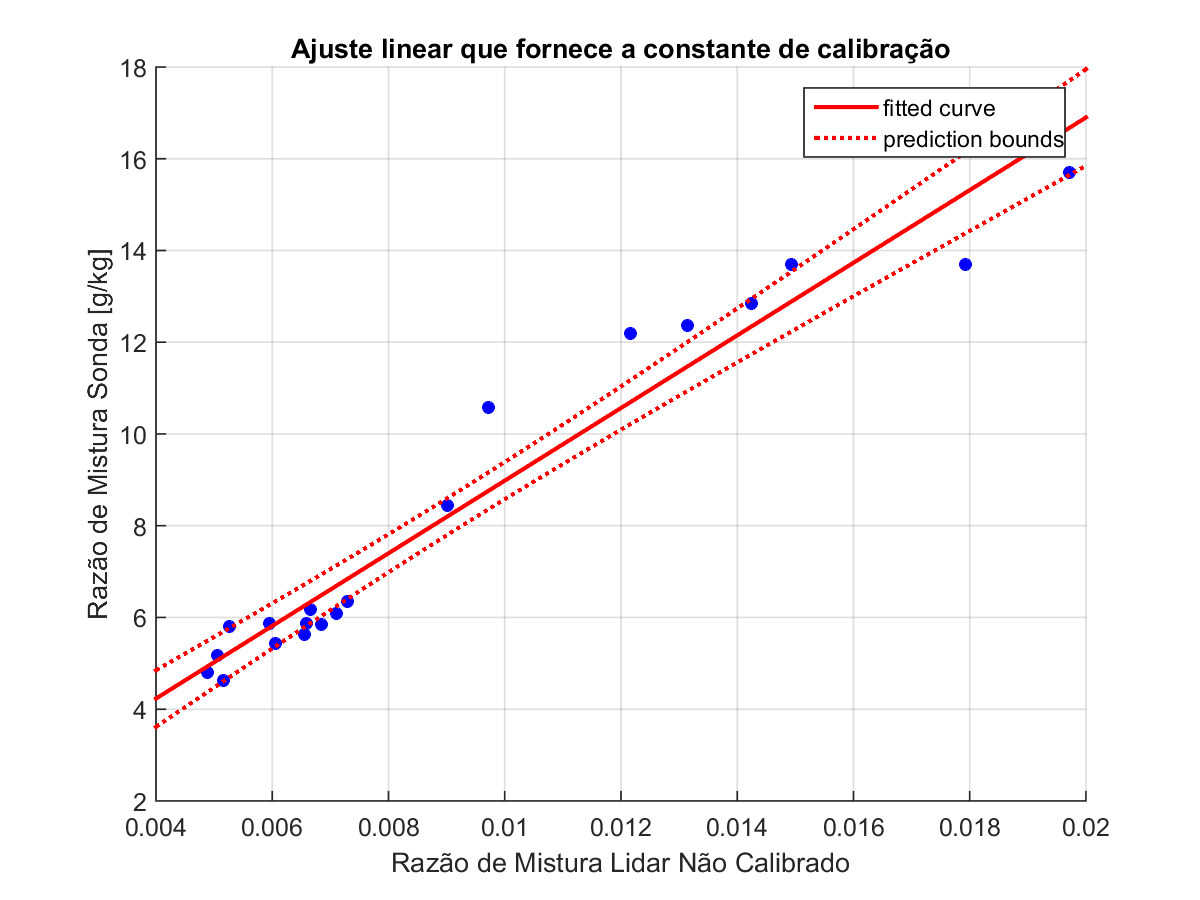 Ajuste linear que fornece a constante de calibração
fitted curve
prediction bounds
Razão de Mistura Sonda [g/kg]
18
16
14
12
10
8
6
4
2
0.004 0.006 0.008 0.01 0.012 0.014 0.016 0.018 0.02
Razão de Mistura Lidar Não Calibrado